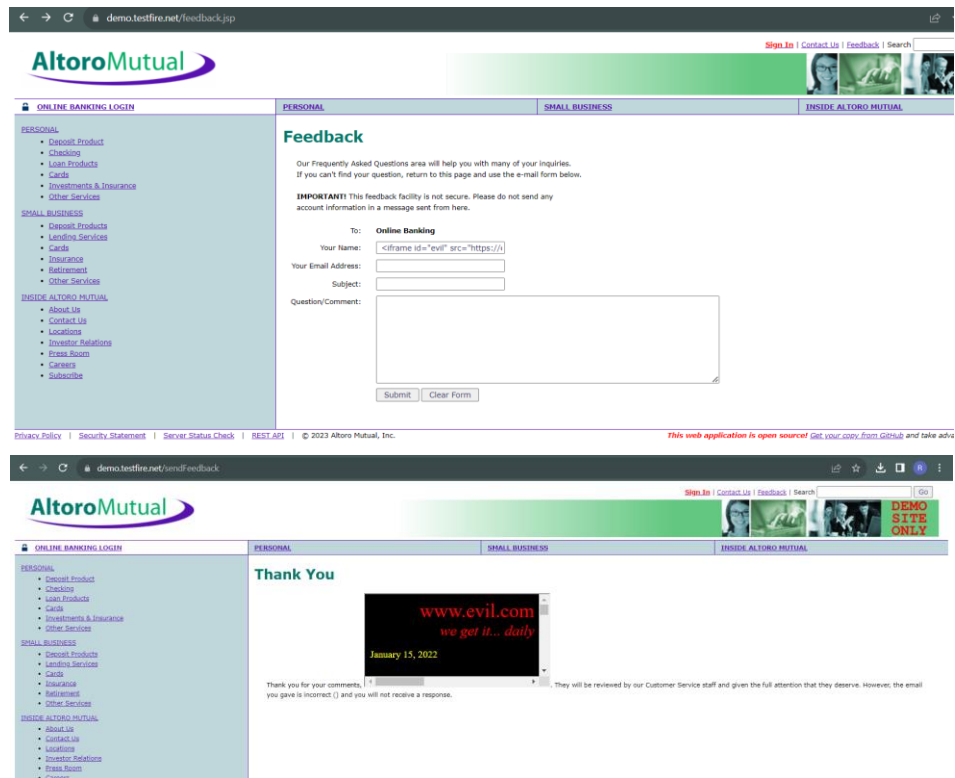 demo.testfire.net/feedback.jsp
Sign In | Contact Us | Feedback | Search
AltoroMutual
ONLINE BANKING LOGIN
PERSONAL
SMALL BUSINESS
INSIDE ALTORO MUTUAL
PERSONAL
Deposit Product
Checking
Loan Products
Cards
Investments & Insurance
Other Services
SMALL BUSINESS
Deposit Products
Lending Services
Cards
Insurance
Retirement
Other Services
INSIDE ALTORO MUTUAL
About Us
Contact Us
Locations
Investor Relations
Press Room
Careers
Subscribe
Feedback
Our Frequently Asked Questions area will help you with many of your inquiries.
If you can't find your question, return to this page and use the e-mail form below.
IMPORTANT! This feedback facility is not secure. Please do not send any
account information in a message sent from here.
To: Online Banking
Your Name: <iframe id="evil" src="https://
Your Email Address:
Subject:
Question/Comment:
Submit Clear Form
Privacy Policy | Security Statement | Server Status Check | REST API | © 2023 Altoro Mutual, Inc.
This web application is open source! Get your copy from GitHub and take adva
demo.testfire.net/sendFeedback
R
Sign In | Contact Us | Feedback | Search Go
AltoroMutual
DEMO
SITE
ONLY
ONLINE BANKING LOGIN
PERSONAL
SMALL BUSINESS
INSIDE ALTORO MUTUAL
PERSONAL
Deposit Product
Checking
Loan Products
Cards
Investments & Insurance
Other Services
SMALL BUSINESS
Deposit Products
Lending Services
Cards
Insurance
Retirement
Other Services
INSIDE ALTORO MUTUAL
About Us
Contact Us
Locations
Investor Relations
Press Room
Careers
Thank You
www.evil.com
we get it... daily
January 15, 2022
Thank you for your comments, . They will be reviewed by our Customer Service staff and given the full attention that they deserve. However, the email
you gave is incorrect () and you will not receive a response.